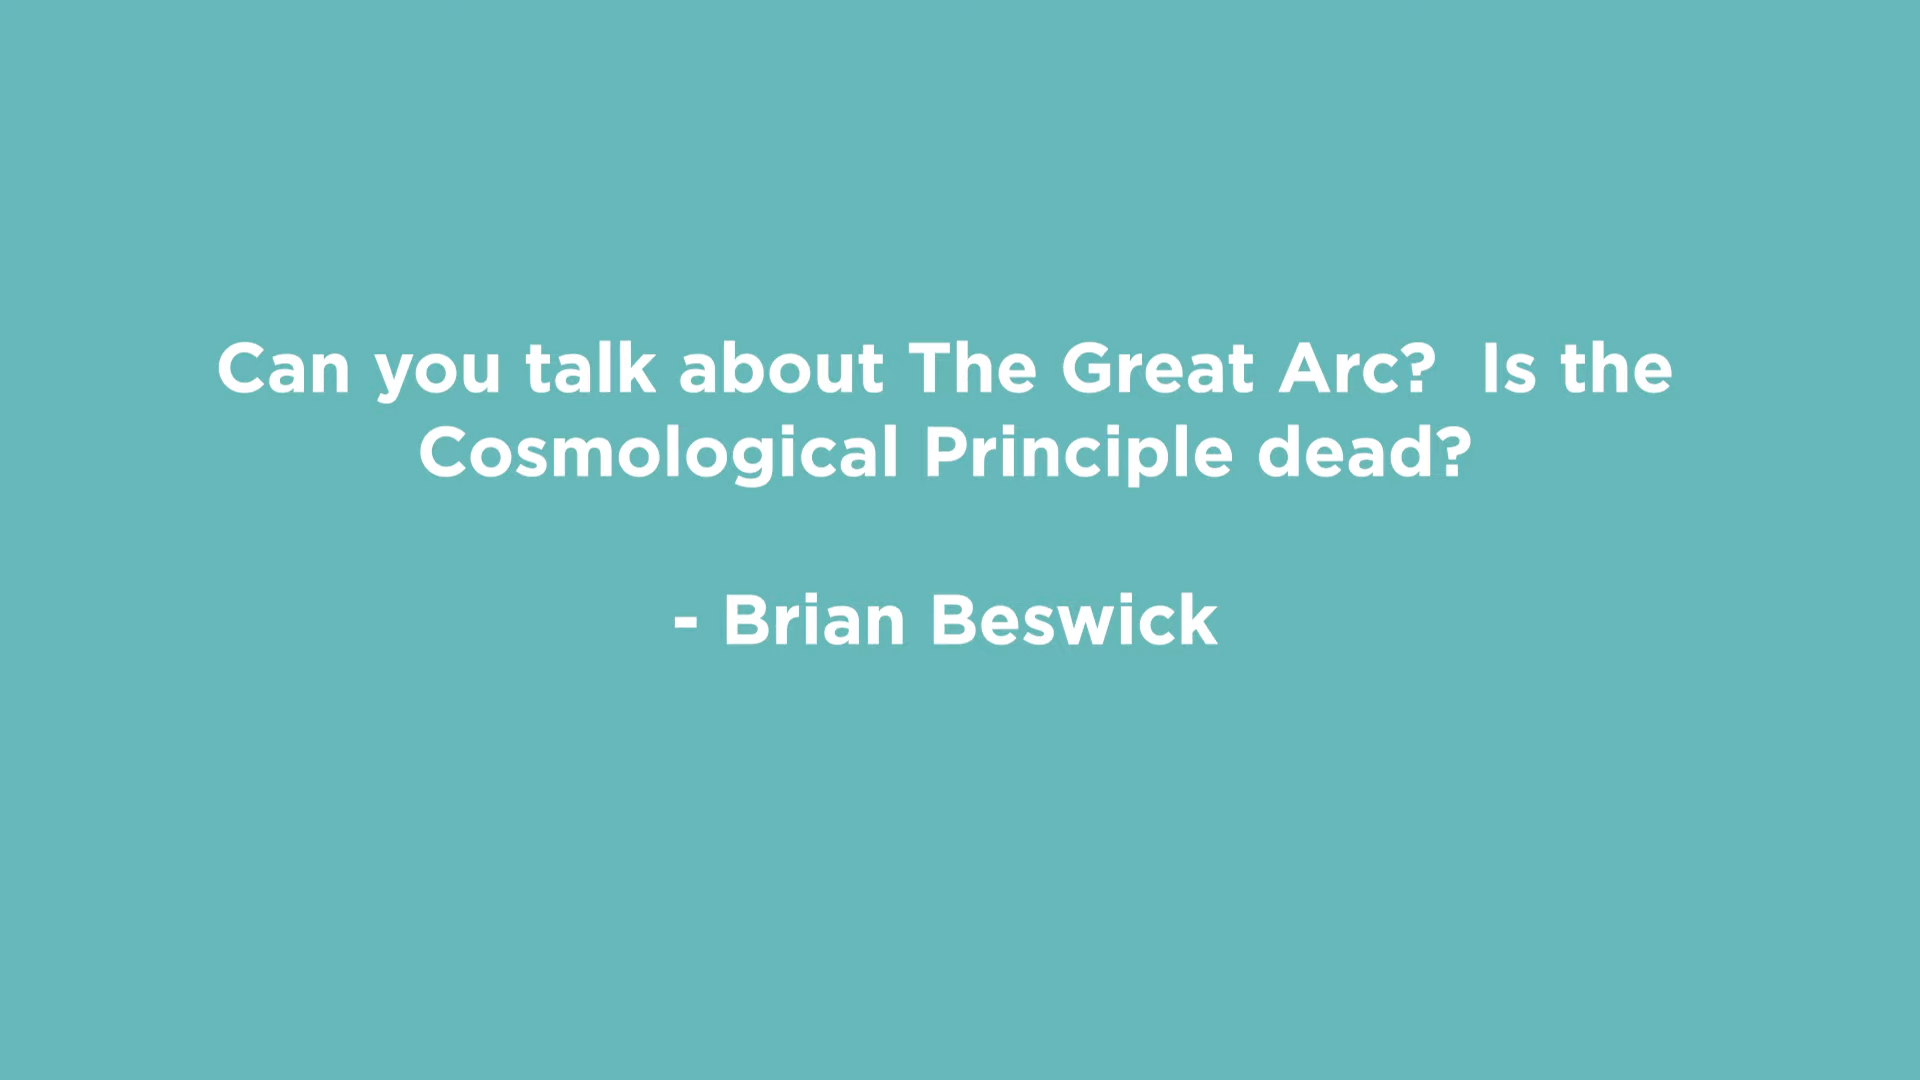 Can you talk about The Great Arc?  Is the
Cosmological Principle dead?
- Brian Beswick